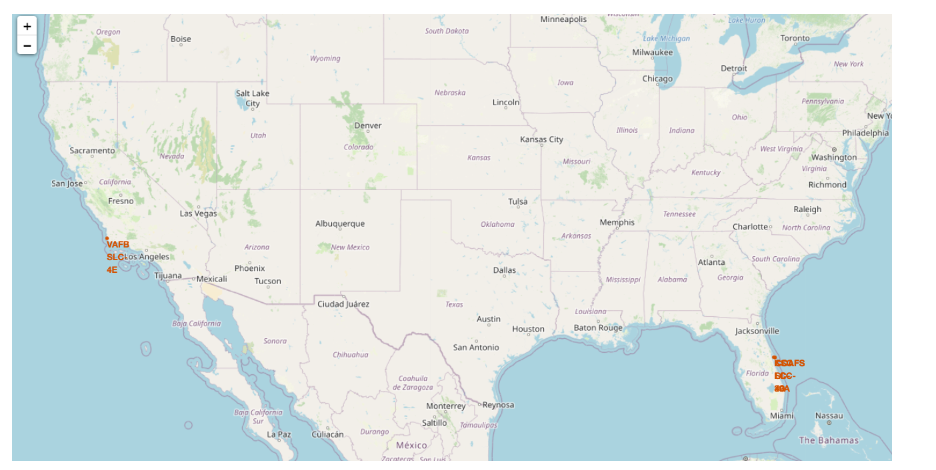 +
−
Minneapolis
Wisconsin
Lake Huron
Oregon
Boise
South Dakota
Lake Michigan
Toronto
Milwaukee
Wyoming
Detroit
New York
Chicago
Salt Lake
City
Nebraska
Iowa
Lincoln
Pennsylvania
Denver
Utah
Ohio
Illinois
Indiana
Philadelphia
Kansas City
Colorado
Sacramento
Nevada
Kansas
Missouri
West Virginia
Washington
Virginia
San Jose
California
Kentucky
Richmond
Fresno
Las Vegas
Tulsa
Raleigh
Albuquerque
Oklahoma
Memphis
Tennessee
Charlotte
North Carolina
Arkansas
VAFB
SLC-
4E
Los Angeles
Arizona
New Mexico
South Carolina
Atlanta
Phoenix
Dallas
Tijuana
Mexicali
Tucson
Mississippi
Alabama
Georgia
Ciudad Juárez
Texas
Louisiana
Austin
Baja California
Houston
Baton Rouge
Jacksonville
Sonora
San Antonio
Chihuahua
Florida
Coahuila
de Zaragoza
Monterrey
Reynosa
Baja California
Sur
Miami
Nassau
Saltillo
Tamaulipas
La Paz
Culiacán
Durango
The Bahamas
México
Zacatecas
San Luis